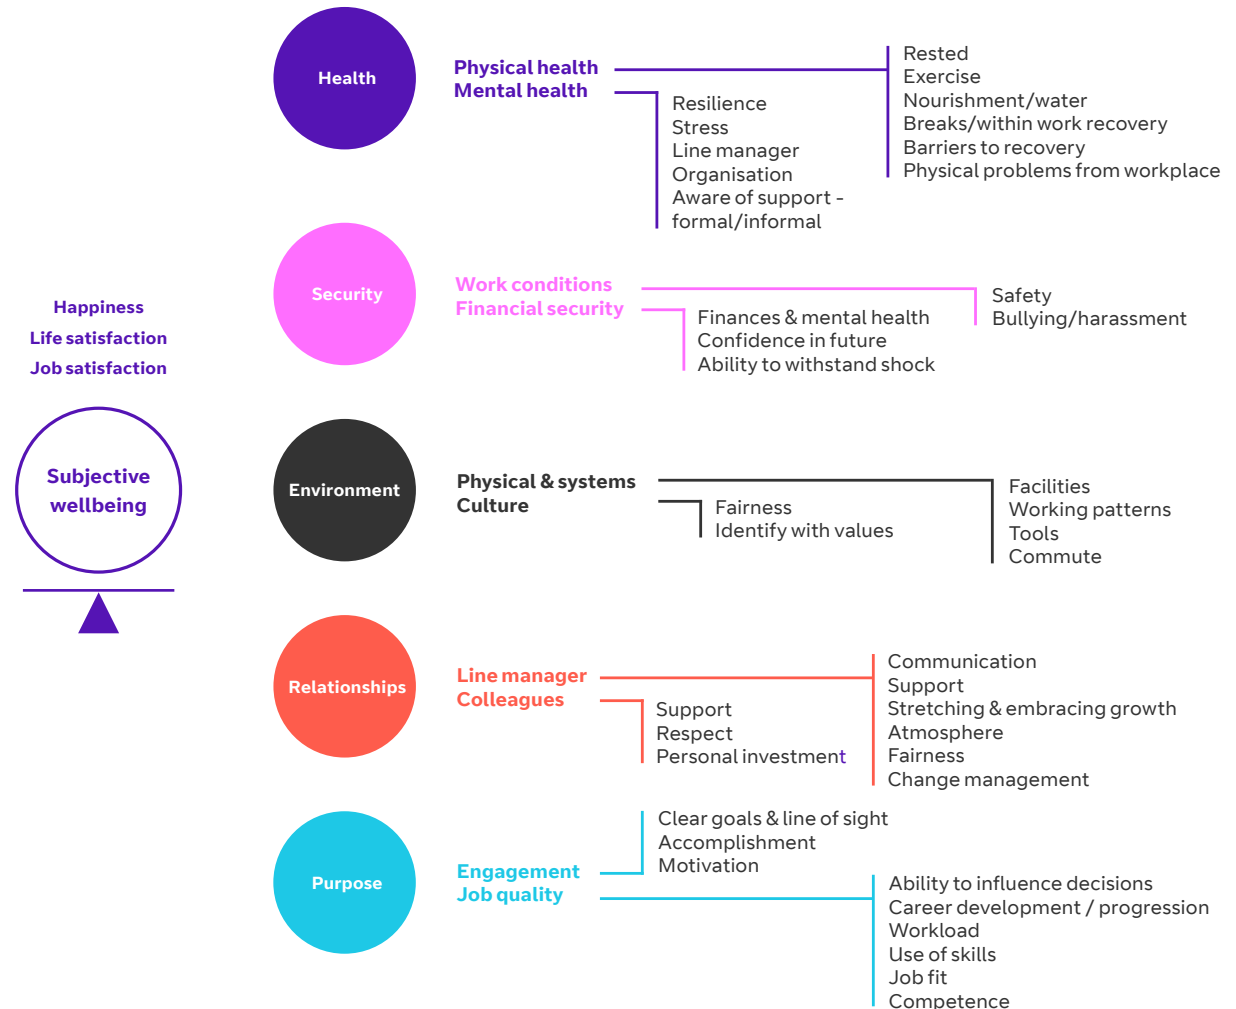 Happiness
Life satisfaction
Job satisfaction
Subjective
wellbeing
Health
Physical health
Mental health
Resilience
Stress
Line manager
Organisation
Aware of support -
formal/informal
Rested
Exercise
Nourishment/water
Breaks/within work recovery
Barriers to recovery
Physical problems from workplace
Security
Work conditions
Financial security
Finances & mental health
Confidence in future
Ability to withstand shock
Safety
Bullying/harassment
Environment
Physical & systems
Culture
Fairness
Identify with values
Facilities
Working patterns
Tools
Commute
Relationships
Line manager
Colleagues
Support
Respect
Personal investment
Communication
Support
Stretching & embracing growth
Atmosphere
Fairness
Change management
Purpose
Engagement
Job quality
Clear goals & line of sight
Accomplishment
Motivation
Ability to influence decisions
Career development / progression
Workload
Use of skills
Job fit
Competence